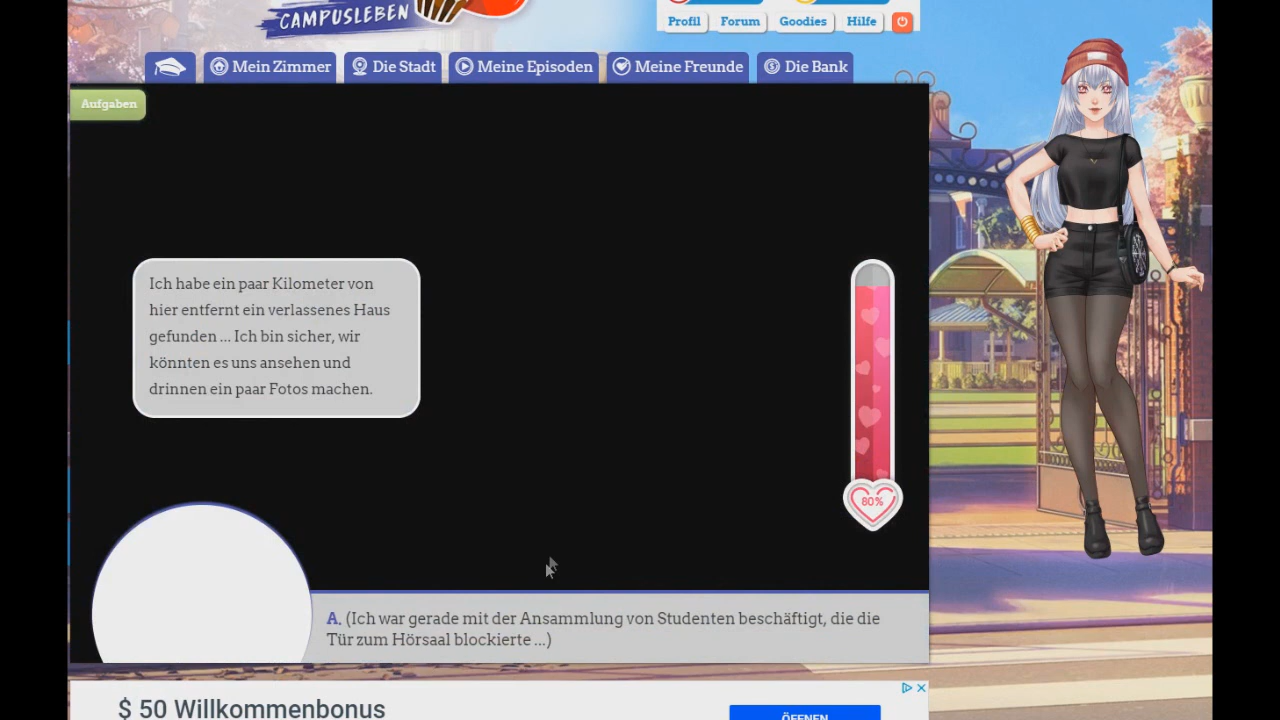 CAMPUSLEBEN
Profil
Forum
Goodies
Hilfe
Mein Zimmer
Die Stadt
Meine Episoden
Meine Freunde
Die Bank
Aufgaben
Ich habe ein paar Kilometer von
hier entfernt ein verlassenes Haus
gefunden ... Ich bin sicher, wir
könnten es uns ansehen und
drinnen ein paar Fotos machen.
80%
A. (Ich war gerade mit der Ansammlung von Studenten beschäftigt, die die
Tür zum Hörsaal blockierte ...)
$ 50 Willkommenbonus
ÖFFNEN